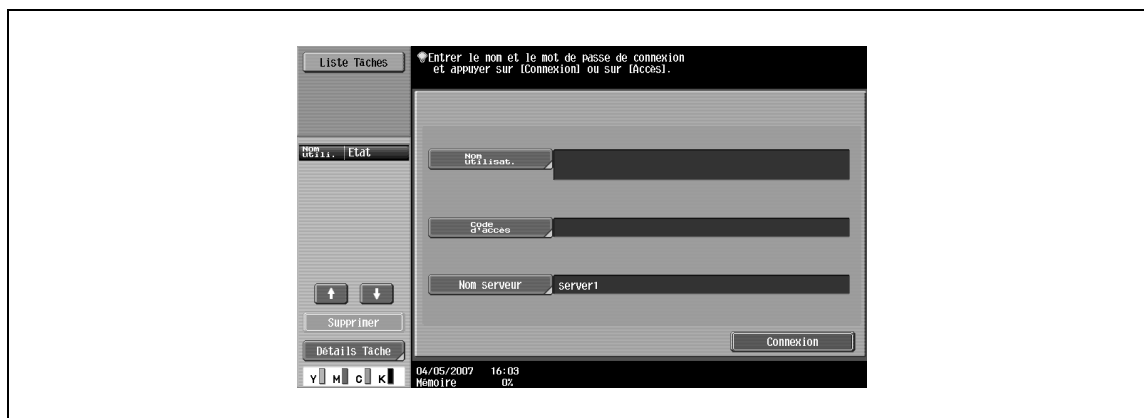 Liste Tâches
Entrer le nom et le mot de passe de connexion
et appuyer sur [Connexion] ou sur [Accès].
Nom
utili.
Etat
Nom
utilisat.
Code
d'accès
Nom serveur
server1
Supprimer
Détails Tâche
Connexion
Y M C K
04/05/2007 16:03
Mémoire 0%